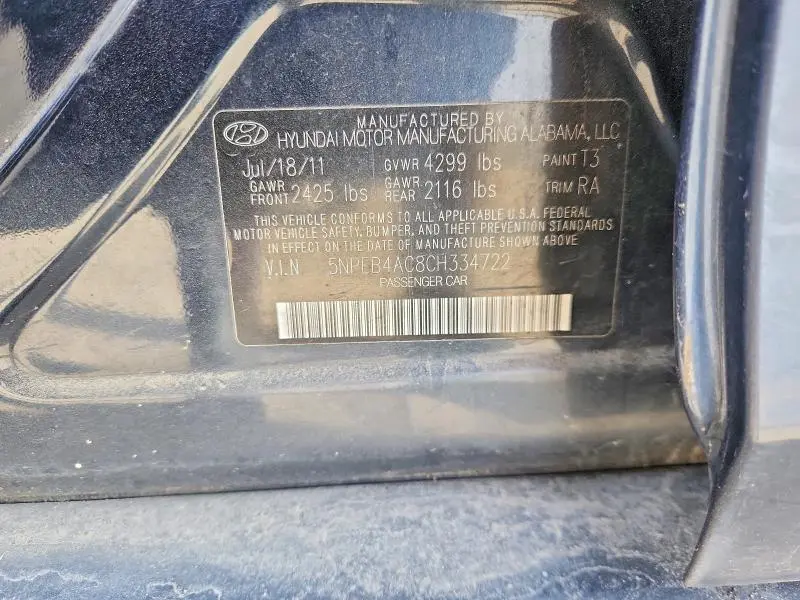 MANUFACTURED BY
HYUNDAI MOTOR MANUFACTURING ALABAMA, LLC
Jul/18/11 GVWR 4299 lbs PAINT T3
GAWR FRONT 2425 lbs GAWR REAR 2116 lbs TRIM RA
THIS VEHICLE CONFORMS TO ALL APPLICABLE U.S.A. FEDERAL
MOTOR VEHICLE SAFETY, BUMPER, AND THEFT PREVENTION STANDARDS
IN EFFECT ON THE DATE OF MANUFACTURE SHOWN ABOVE
V.I.N 5NPEB4AC8CH334722
PASSENGER CAR